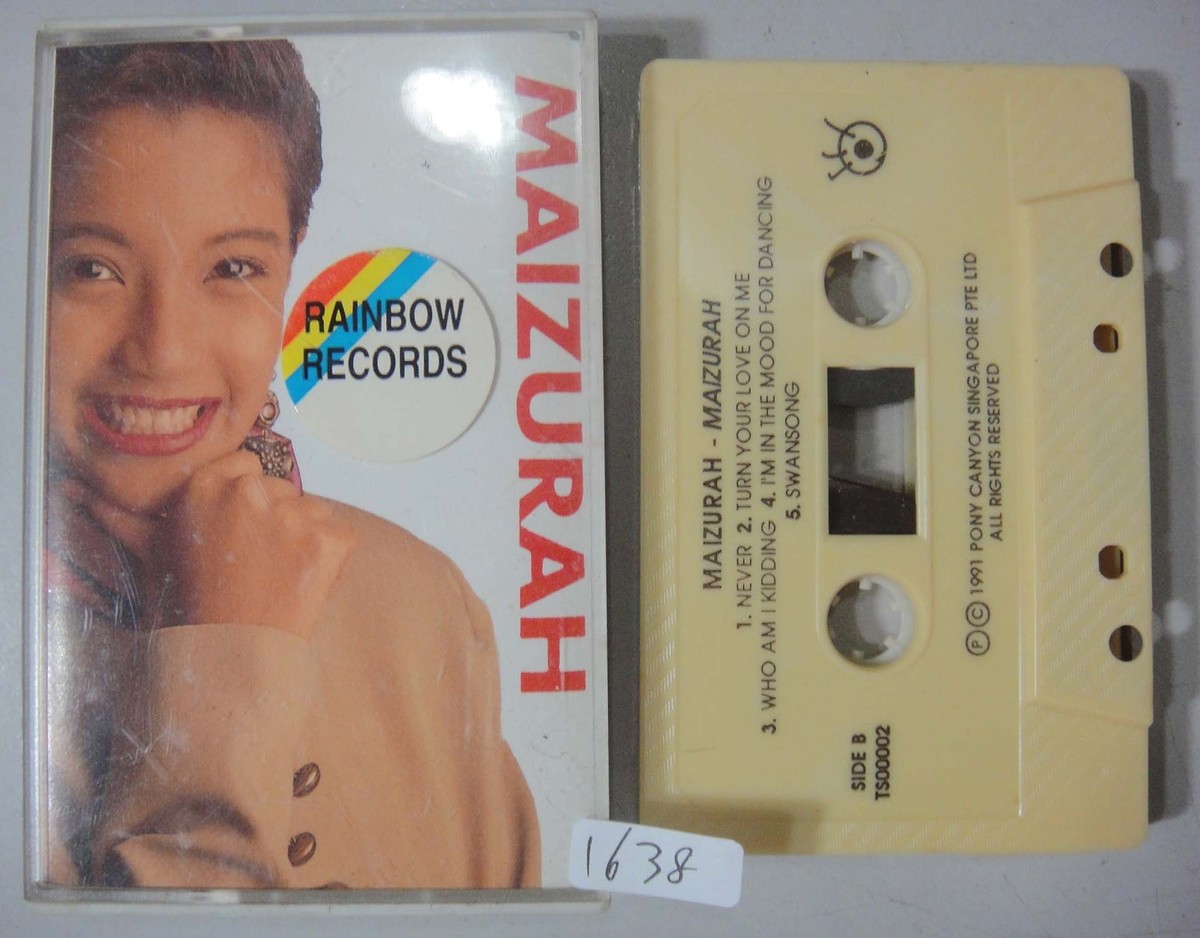 MAIZURAH
RAINBOW
RECORDS
MAIZURAH - MAIZURAH
1. NEVER 2. TURN YOUR LOVE ON ME
3. WHO AM I KIDDING 4. I'M IN THE MOOD FOR DANCING
5. SWANSONG
SIDE B
TS00002
Ⓟ Ⓒ 1991 PONY CANYON SINGAPORE PTE LTD
ALL RIGHTS RESERVED
1638